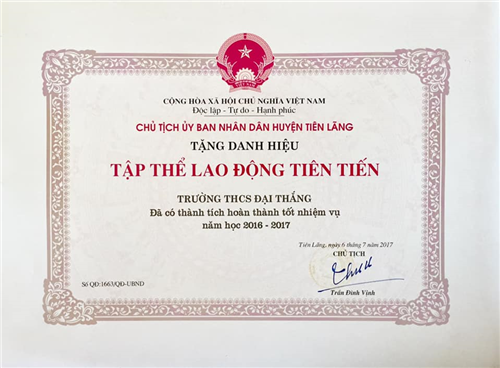 VIỆT NAM
CỘNG HÒA XÃ HỘI CHỦ NGHĨA VIỆT NAM
Độc lập - Tự do - Hạnh phúc
CHỦ TỊCH ỦY BAN NHÂN DÂN HUYỆN TIÊN LÃNG
TẶNG DANH HIỆU
TẬP THỂ LAO ĐỘNG TIÊN TIẾN
TRƯỜNG THCS ĐẠI THẮNG
Đã có thành tích hoàn thành tốt nhiệm vụ
năm học 2016 - 2017
Tiên Lãng, ngày 6 tháng 7 năm 2017
CHỦ TỊCH
Số QĐ:1663/QĐ-UBND
Trần Đình Vịnh